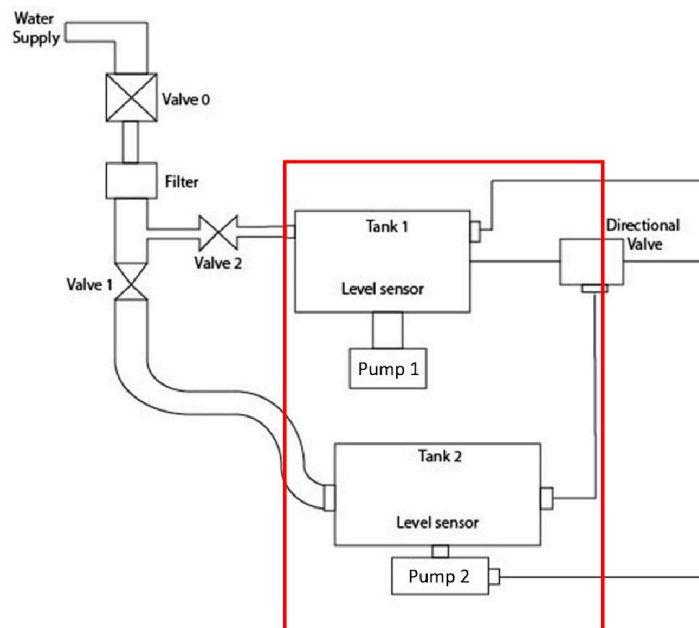 Water
Supply
Valve 0
Filter
Tank 1
Directional
Valve
Valve 2
Valve 1
Level sensor
Pump 1
Tank 2
Level sensor
Pump 2